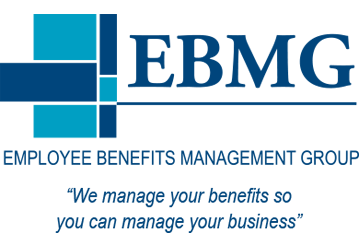 EBMG
EMPLOYEE BENEFITS MANAGEMENT GROUP
“We manage your benefits so
you can manage your business”